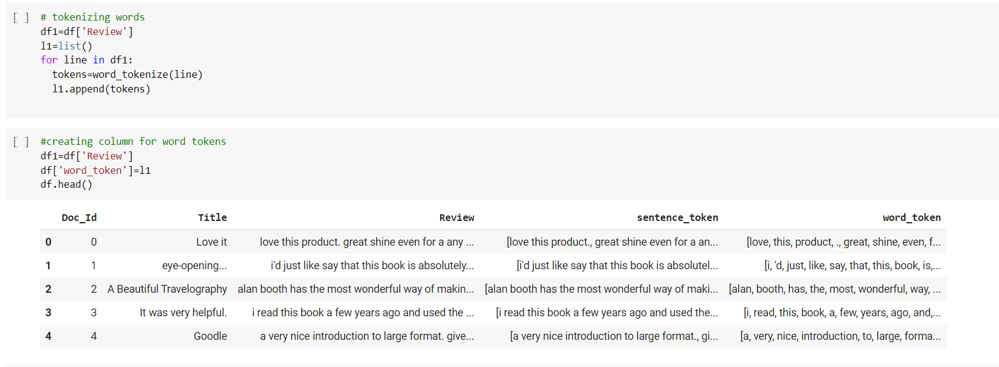 [ ] # tokenizing words
df1=df['Review']
l1=list()
for line in df1:
  tokens=word_tokenize(line)
  l1.append(tokens)
[ ] #creating column for word tokens
df1=df['Review']
df['word_token']=l1
df.head()
Doc_Id Title Review sentence_token word_token
0 0 Love it love this product. great shine even for a any ... [love this product., great shine even for a an... [love, this, product, ., great, shine, even, f...
1 1 eye-opening... i'd just like say that this book is absolutely... [i'd just like say that this book is absolutel... [i, 'd, just, like, say, that, this, book, is,...
2 2 A Beautiful Travelography alan booth has the most wonderful way of makin... [alan booth has the most wonderful way of maki... [alan, booth, has, the, most, wonderful, way, ...
3 3 It was very helpful. i read this book a few years ago and used the ... [i read this book a few years ago and used the... [i, read, this, book, a, few, years, ago, and,...
4 4 Goodle a very nice introduction to large format. give... [a very nice introduction to large format., gi... [a, very, nice, introduction, to, large, forma...